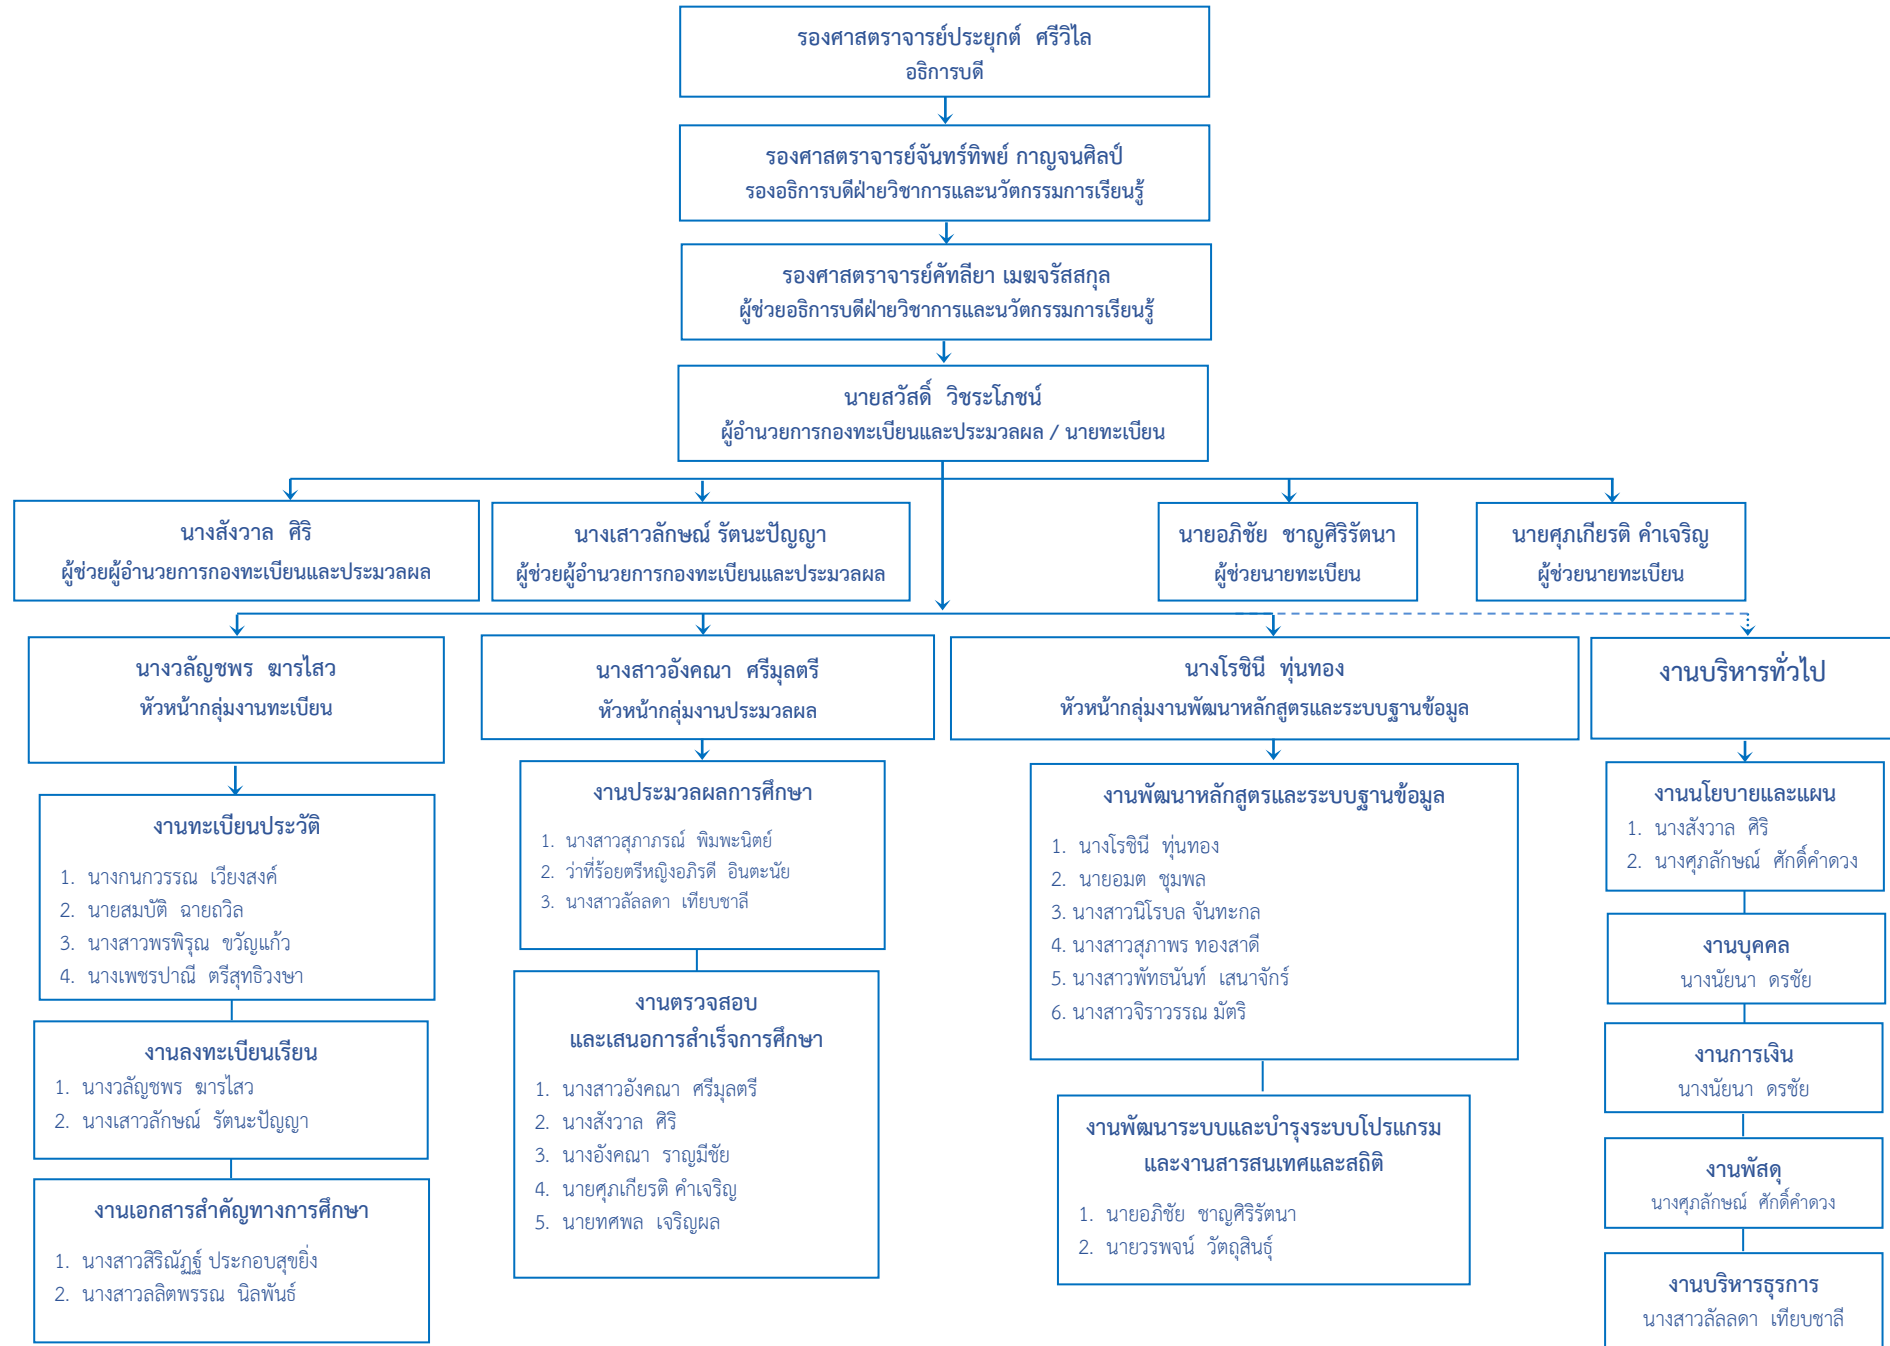 รองศาสตราจารย์ประยุกต์  ศรีวิไล
อธิการบดี
รองศาสตราจารย์จันทร์ทิพย์ กาญจนศิลป์
รองอธิการบดีฝ่ายวิชาการและนวัตกรรมการเรียนรู้
รองศาสตราจารย์คัทลียา เมฆจรัสสกุล
ผู้ช่วยอธิการบดีฝ่ายวิชาการและนวัตกรรมการเรียนรู้
นายสวัสดิ์  วิชระโภชน์
ผู้อำนวยการกองทะเบียนและประมวลผล / นายทะเบียน
นางสังวาล  ศิริ
ผู้ช่วยผู้อำนวยการกองทะเบียนและประมวลผล
นางเสาวลักษณ์ รัตนะปัญญา
ผู้ช่วยผู้อำนวยการกองทะเบียนและประมวลผล
นายอภิชัย  ชาญศิริรัตนา
ผู้ช่วยนายทะเบียน
นายศุภเกียรติ คำเจริญ
ผู้ช่วยนายทะเบียน
นางวลัญชพร  ฆารไสว
หัวหน้ากลุ่มงานทะเบียน
นางสาวอังคณา  ศรีมุลตรี
หัวหน้ากลุ่มงานประมวลผล
นางโรชินี  ทุ่นทอง
หัวหน้ากลุ่มงานพัฒนาหลักสูตรและระบบฐานข้อมูล
งานบริหารทั่วไป
งานทะเบียนประวัติ
1. นางกนกวรรณ  เวียงสงค์
2. นายสมบัติ  ฉายถวิล
3. นางสาวพรพิรุณ  ขวัญแก้ว
4. นางเพชรปาณี  ตรีสุทธิวงษา
งานลงทะเบียนเรียน
1. นางวลัญชพร  ฆารไสว
2. นางเสาวลักษณ์  รัตนะปัญญา
งานเอกสารสำคัญทางการศึกษา
1. นางสาวสิริณัฏฐ์ ประกอบสุขยิ่ง
2. นางสาวลลิตพรรณ  นิลพันธ์
งานประมวลผลการศึกษา
1. นางสาวสุภาภรณ์  พิมพะนิตย์
2. ว่าที่ร้อยตรีหญิงอภิรดี  อินตะนัย
3. นางสาวลัลลดา  เทียบชาลี
งานตรวจสอบ
และเสนอการสำเร็จการศึกษา
1. นางสาวอังคณา  ศรีมุลตรี
2. นางสังวาล  ศิริ
3. นางอังคณา  ราญมีชัย
4. นายศุภเกียรติ คำเจริญ
5. นายทศพล  เจริญผล
งานพัฒนาหลักสูตรและระบบฐานข้อมูล
1. นางโรชินี  ทุ่นทอง
2. นายอมต  ชุมพล
3. นางสาวนิโรบล จันทะกล
4. นางสาวสุภาพร ทองสาดี
5. นางสาวพัทธนันท์  เสนาจักร์
6. นางสาวจิราวรรณ มัตริ
งานพัฒนาระบบและบำรุงระบบโปรแกรม
และงานสารสนเทศและสถิติ
1. นายอภิชัย  ชาญศิริรัตนา
2. นายวรพจน์  วัตถุสินธุ์
งานนโยบายและแผน
1. นางสังวาล  ศิริ
2. นางศุภลักษณ์  ศักดิ์คำดวง
งานบุคคล
นางนัยนา  ดรชัย
งานการเงิน
นางนัยนา  ดรชัย
งานพัสดุ
นางศุภลักษณ์  ศักดิ์คำดวง
งานบริหารธุรการ
นางสาวลัลลดา  เทียบชาลี